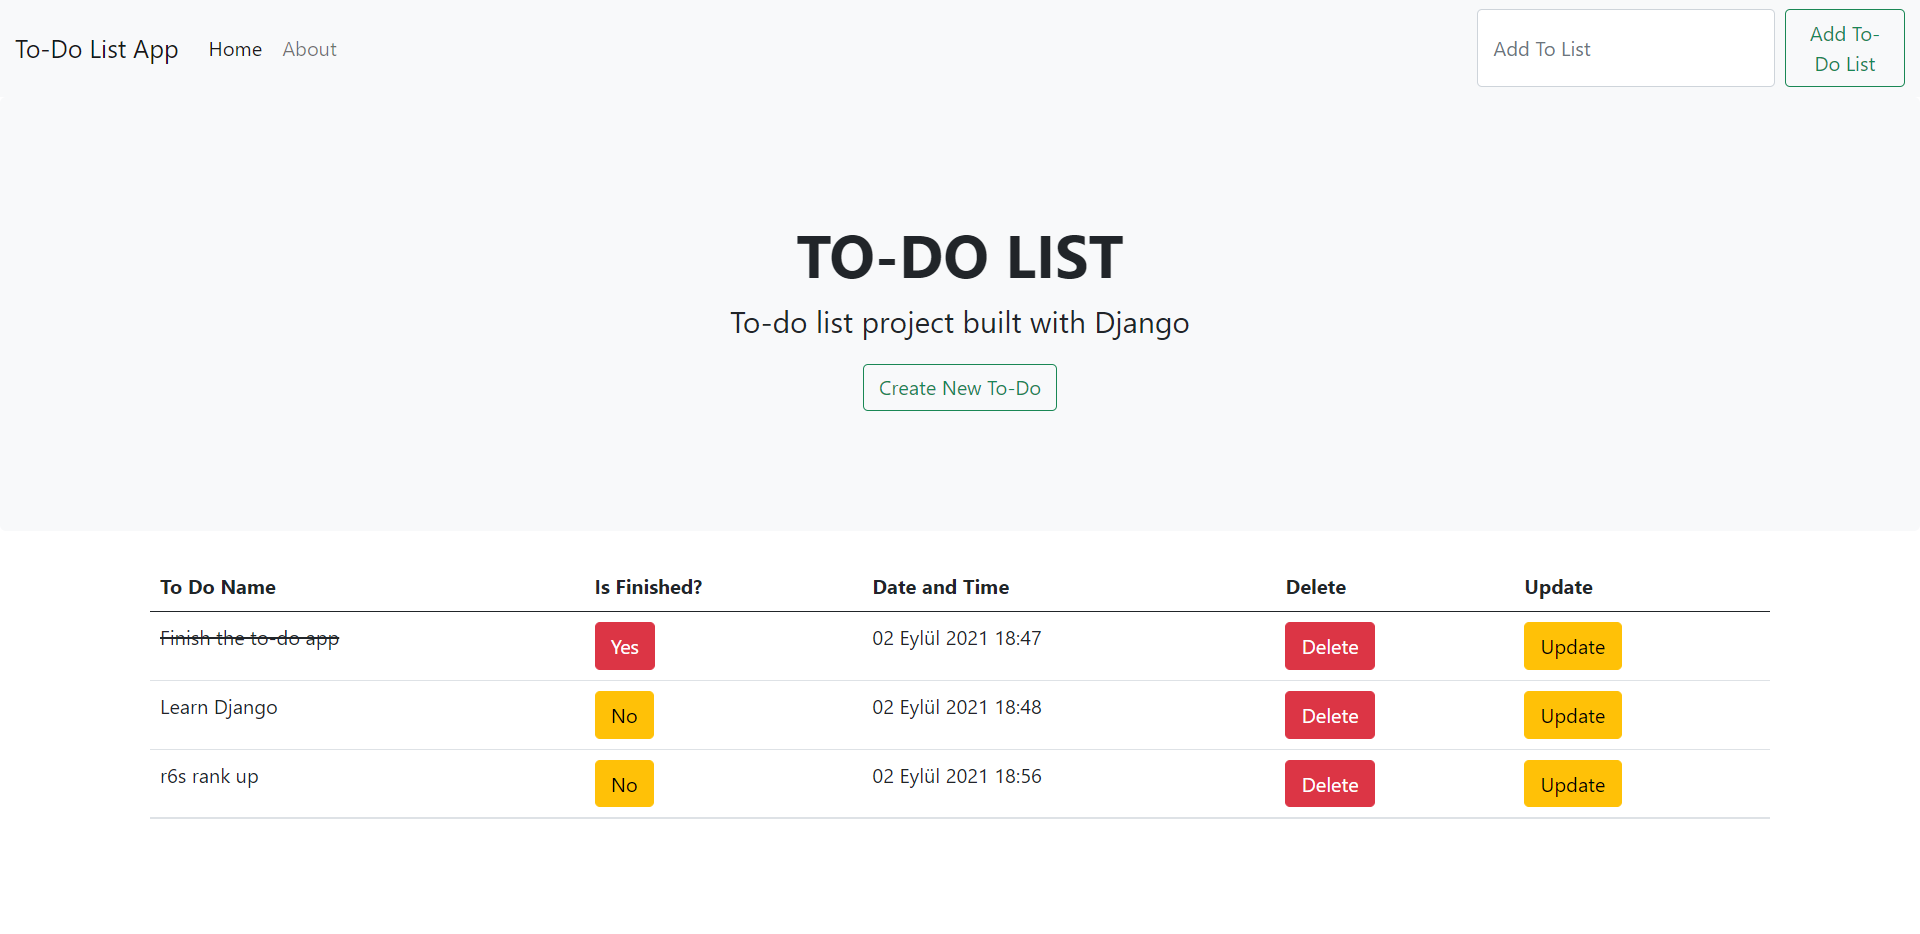 To-Do List App Home About Add To List Add To-
Do List
TO-DO LIST
To-do list project built with Django
Create New To-Do
To Do Name Is Finished? Date and Time Delete Update
Finish the to-do app Yes 02 Eylül 2021 18:47 Delete Update
Learn Django No 02 Eylül 2021 18:48 Delete Update
r6s rank up No 02 Eylül 2021 18:56 Delete Update